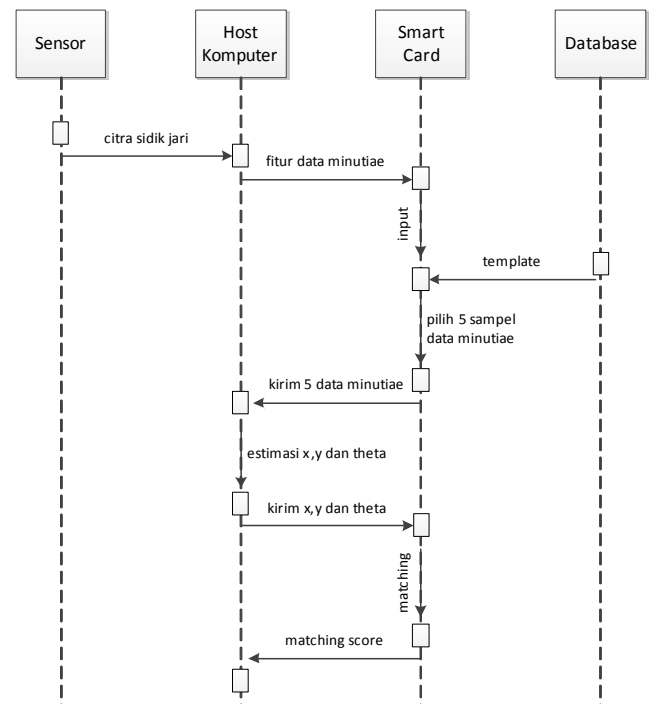 Sensor
Host
Komputer
Smart
Card
Database
citra sidik jari
fitur data minutiae
input
template
pilih 5 sampel
data minutiae
kirim 5 data minutiae
estimasi x,y dan theta
kirim x,y dan theta
matching
matching score